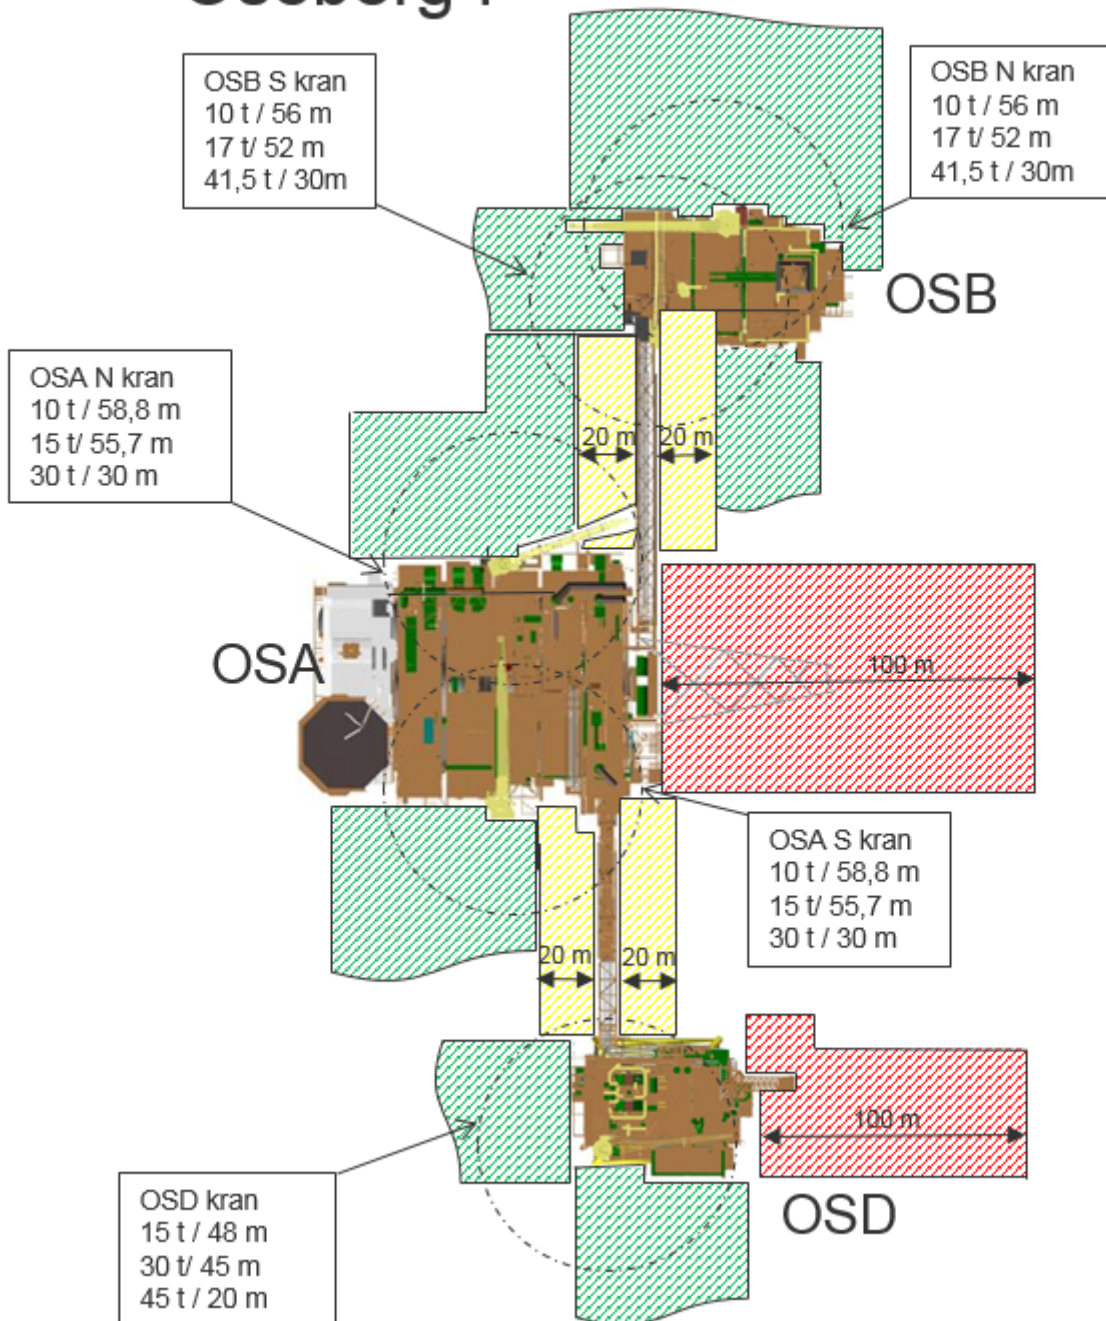 OSB S kran
10 t / 56 m
17 t/ 52 m
41,5 t / 30m
OSB N kran
10 t / 56 m
17 t/ 52 m
41,5 t / 30m
OSB
OSA N kran
10 t / 58,8 m
15 t/ 55,7 m
30 t / 30 m
20 m
20 m
OSA
100 m
OSA S kran
10 t / 58,8 m
15 t/ 55,7 m
30 t / 30 m
20 m
20 m
100 m
OSD
OSD kran
15 t / 48 m
30 t/ 45 m
45 t / 20 m